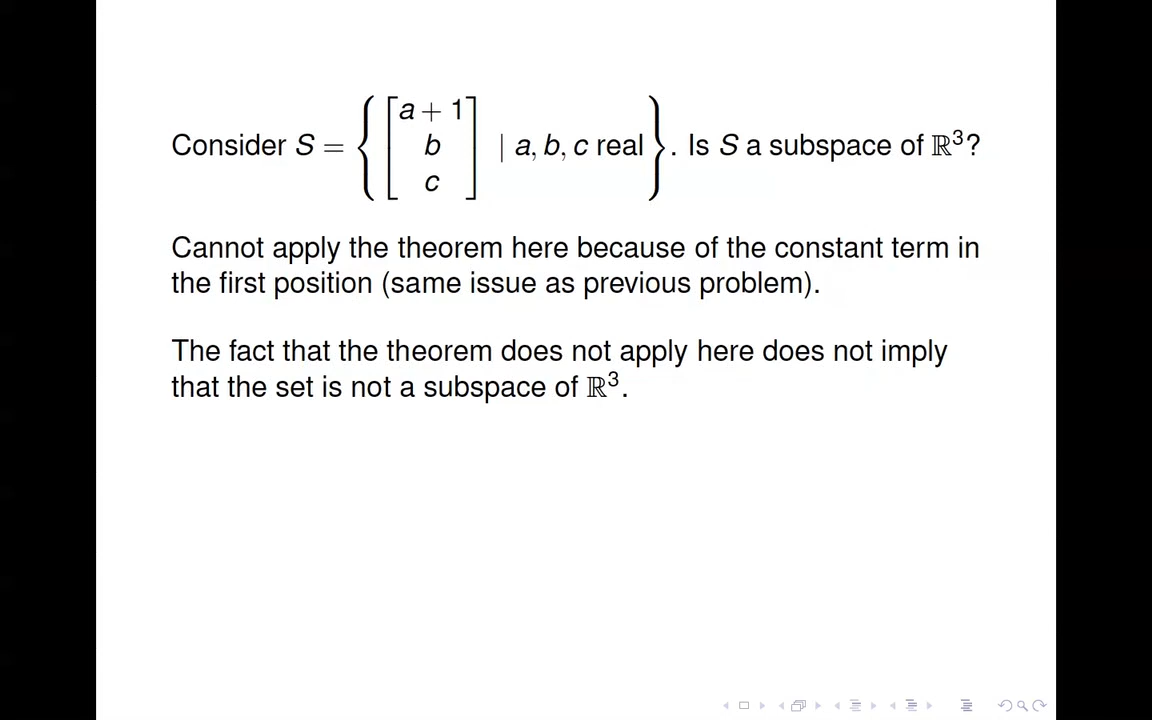 Consider S = { [ a + 1 b c ] | a, b, c real } . Is S a subspace of ℝ³?
Cannot apply the theorem here because of the constant term in
the first position (same issue as previous problem).
The fact that the theorem does not apply here does not imply
that the set is not a subspace of ℝ³.